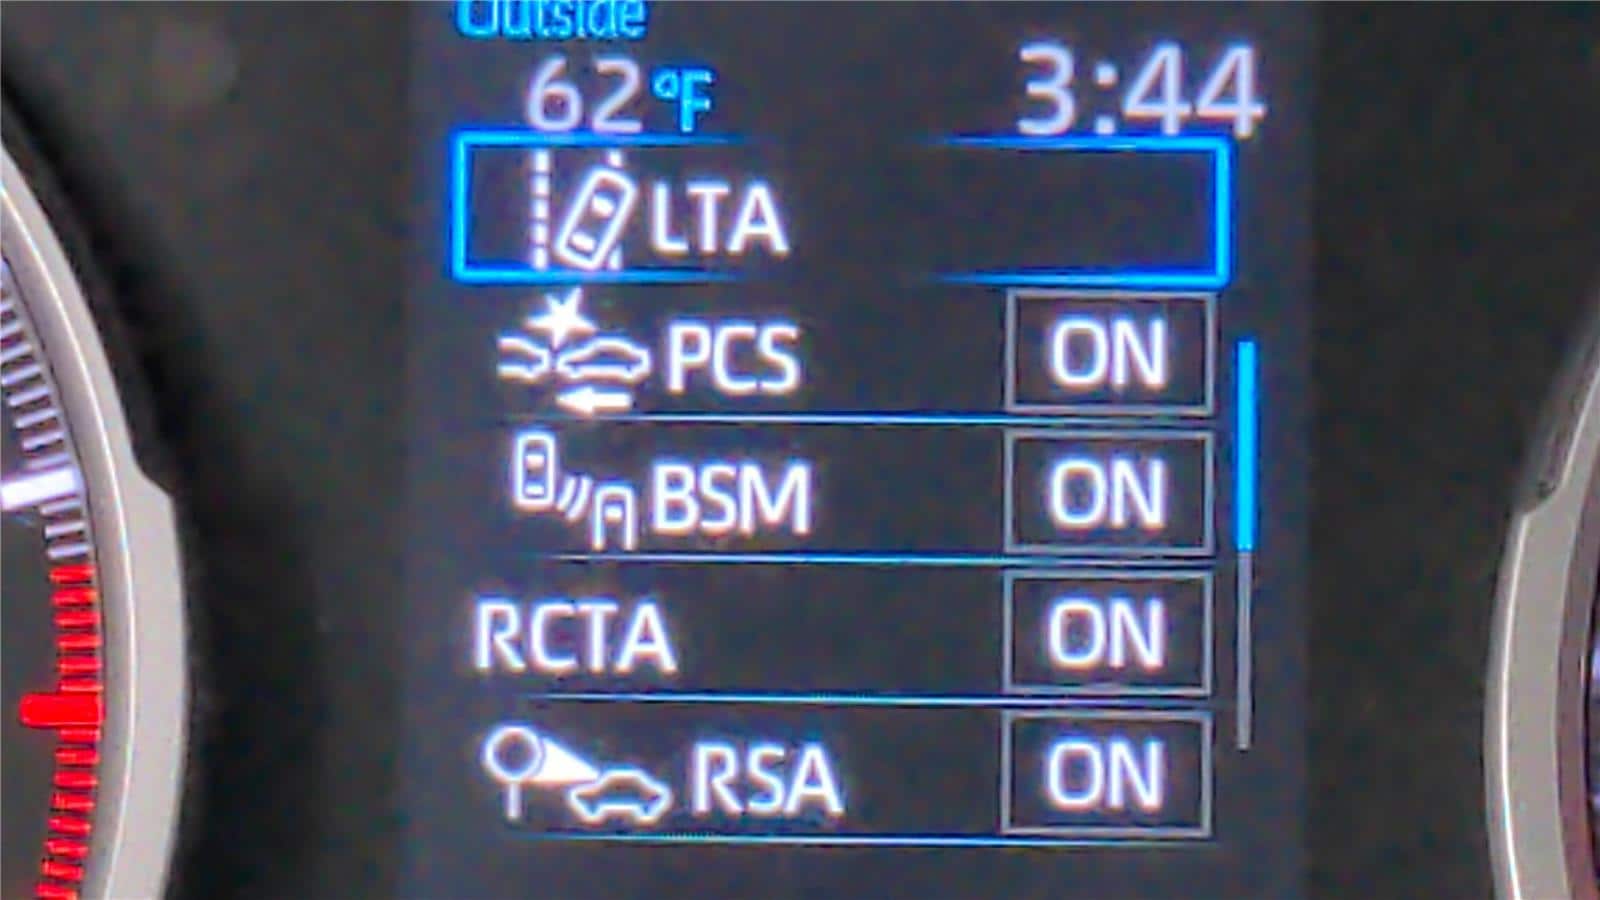 Outside
62°F 3:44
LTA
PCS ON
BSM ON
RCTA ON
RSA ON